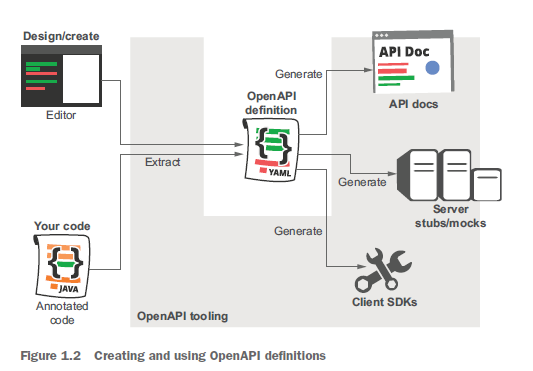 Design/create
Editor
Extract
Your code
JAVA
Annotated
code
OpenAPI tooling
OpenAPI
definition
YAML
Generate
API Doc
API docs
Generate
Server
stubs/mocks
Generate
Client SDKs
Figure 1.2 Creating and using OpenAPI definitions